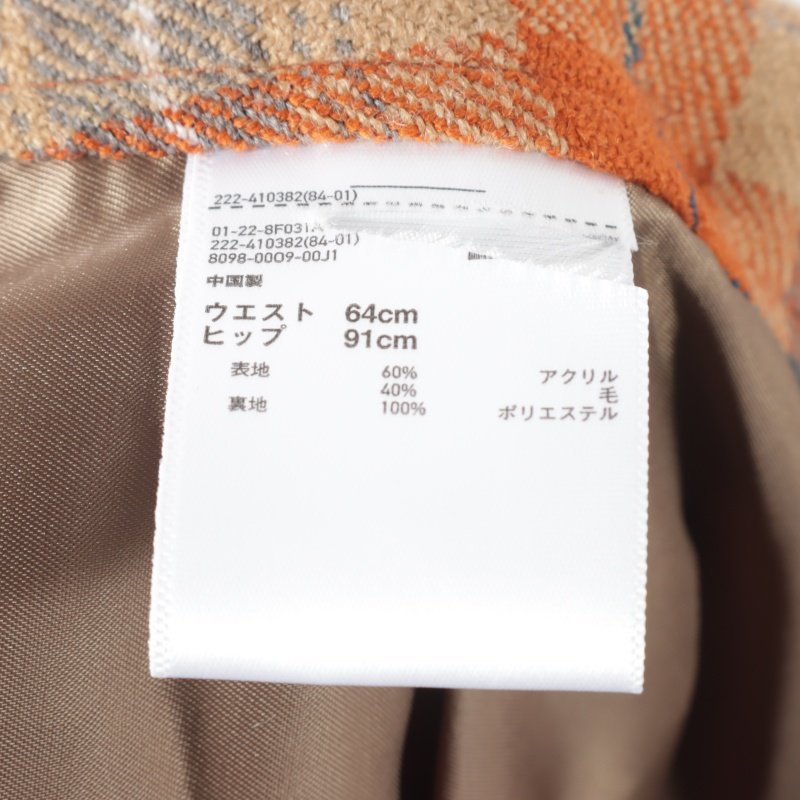 222-410382(84-01)
01-22-8F031A
222-410382(84-01)
8098-0009-00J1
中国製
ウエスト 64cm
ヒップ 91cm
表地 60% アクリル
40% 毛
裏地 100% ポリエステル